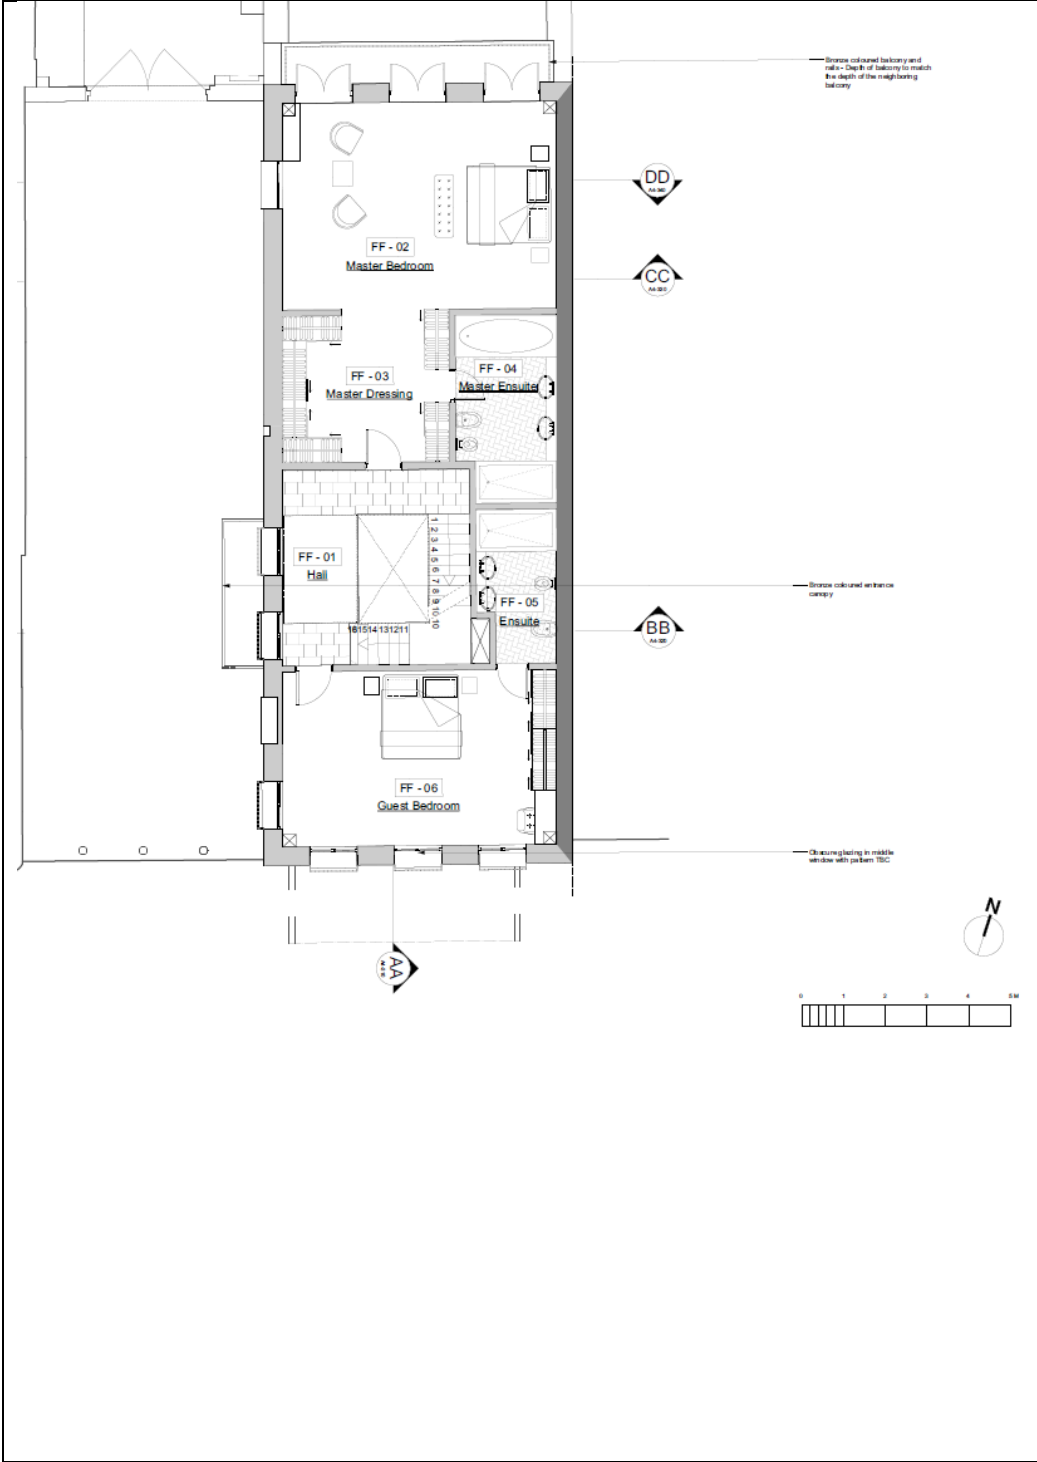 Bronze coloured balcony and
rails - Depth of balcony to match
the depth of the neighboring
balcony
DD
CC
FF - 02
Master Bedroom
FF - 03
Master Dressing
FF - 04
Master Ensuite
FF - 01
Hall
1
2
3
4
5
6
7
8
9
10
10
16 15 14 13 12 11
FF - 05
Ensuite
Bronze coloured entrance
canopy
BB
FF - 06
Guest Bedroom
Obscure glazing in middle
window with pattern TBC
AA
N
0 1 2 3 4 5 M